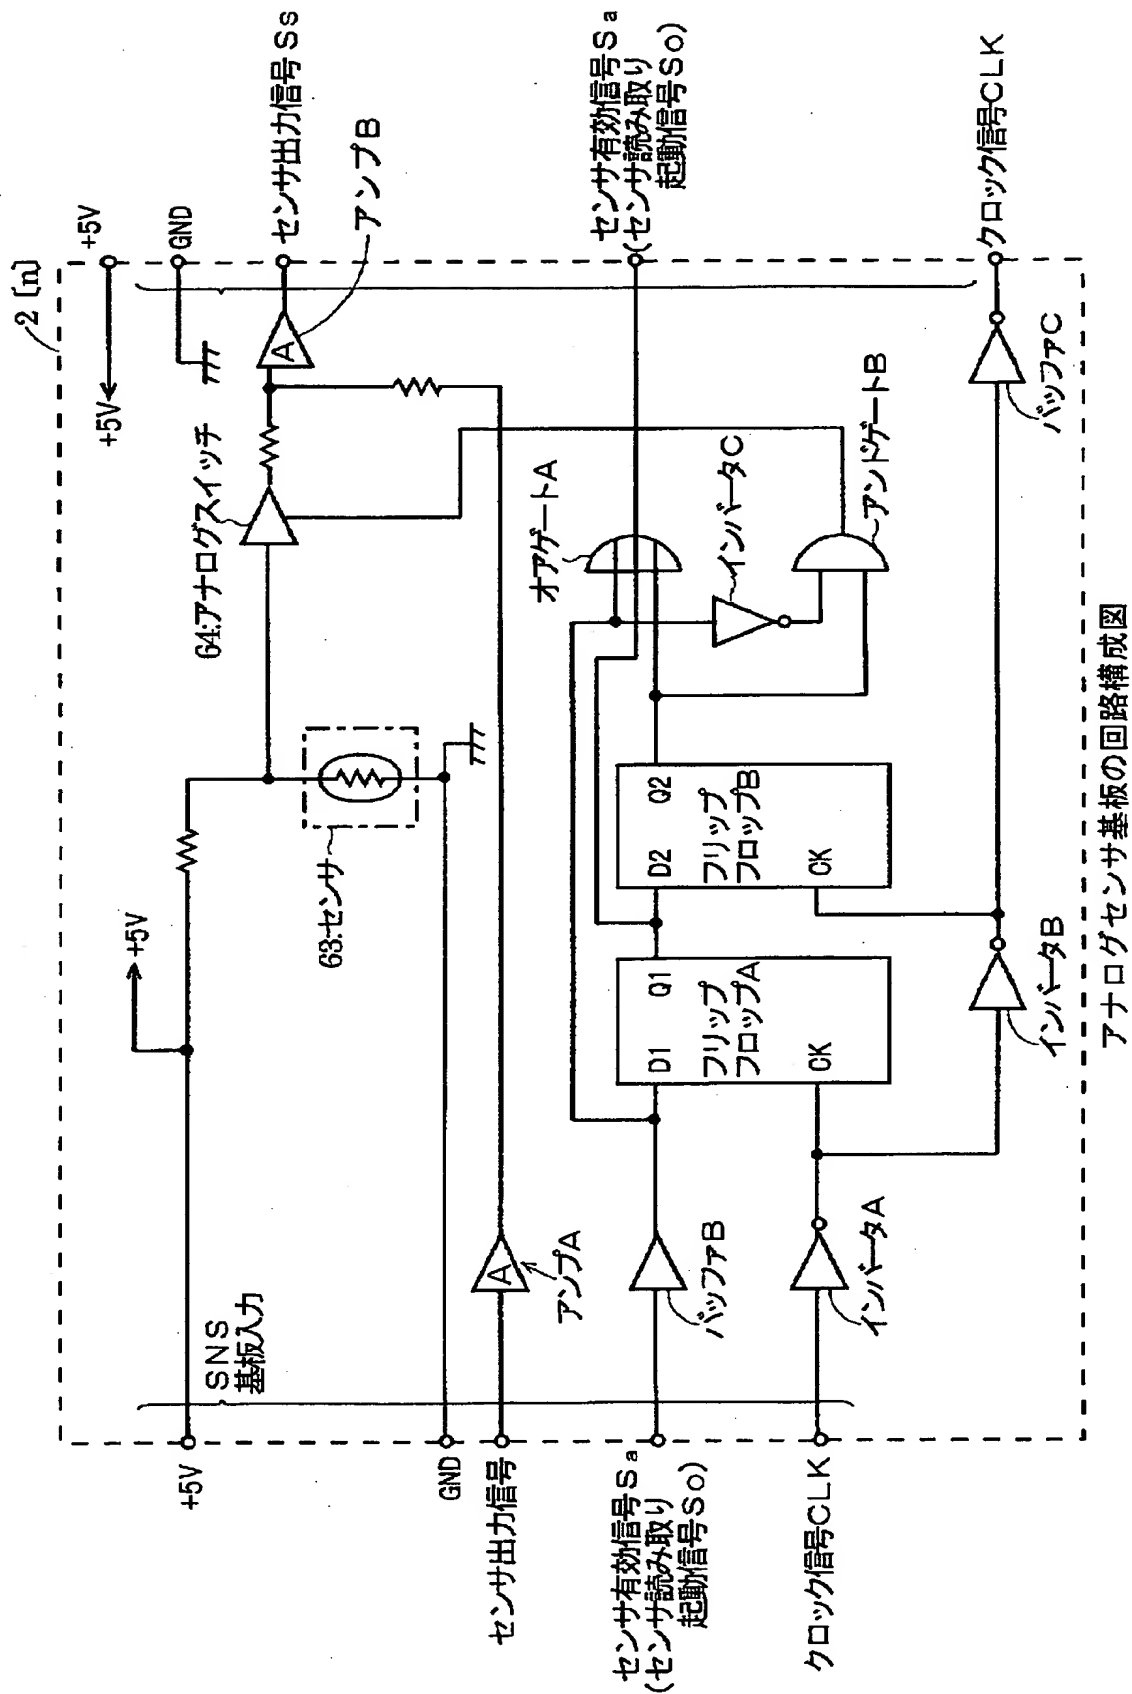 2〔n〕
+5V
+5V
GND
センサ出力信号Ss
アンプB
64:アナログスイッチ
+5V
63:センサ
センサ有効信号Sa
(センサ読み取り
起動信号So)
オアゲートA
インバータC
アンドゲートB
クロック信号CLK
バッファC
SNS
基板入力
+5V
GND
センサ出力信号
アンプA
A
A
センサ有効信号Sa
(センサ読み取り
起動信号So)
バッファB
D1
Q1
フリップ
フロップA
CK
D2
Q2
フリップ
フロップB
CK
クロック信号CLK
インバータA
インバータB
アナログセンサ基板の回路構成図